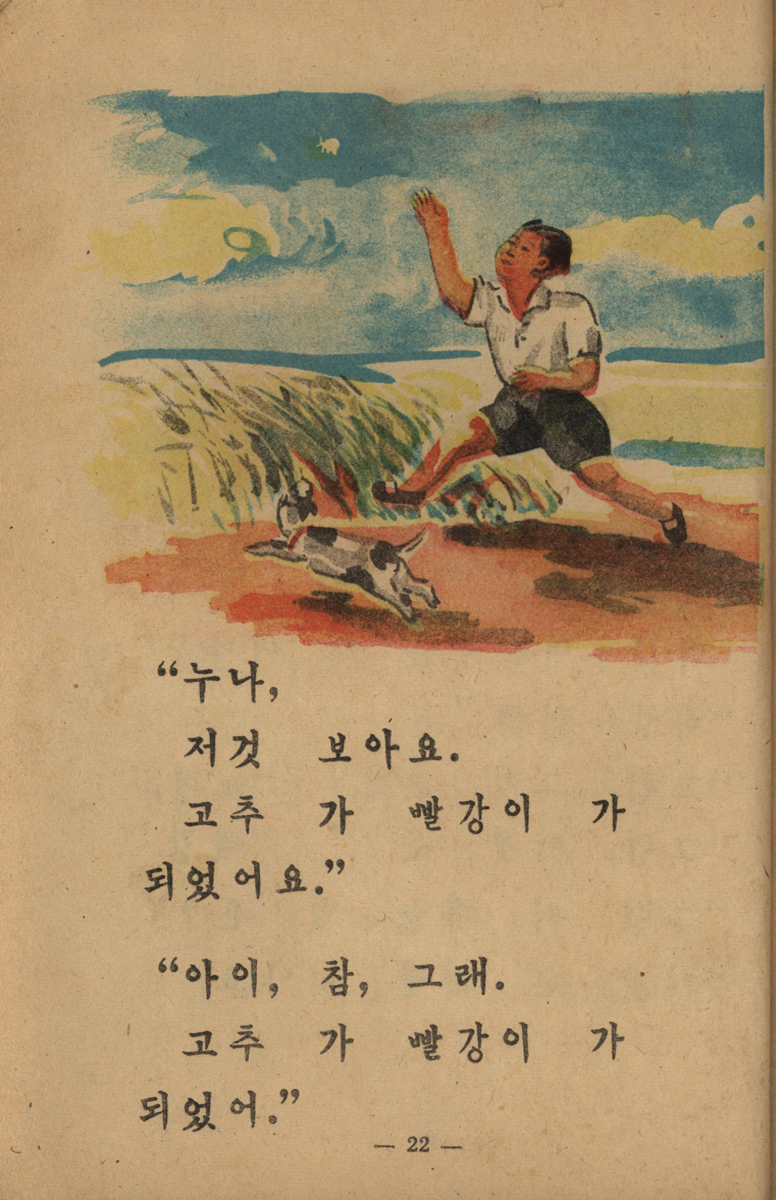 “누나,
저것 보아요.
고추 가 빨강이 가
되었어요.”
“아이, 참, 그래.
고추 가 빨강이 가
되었어.”
— 22 —